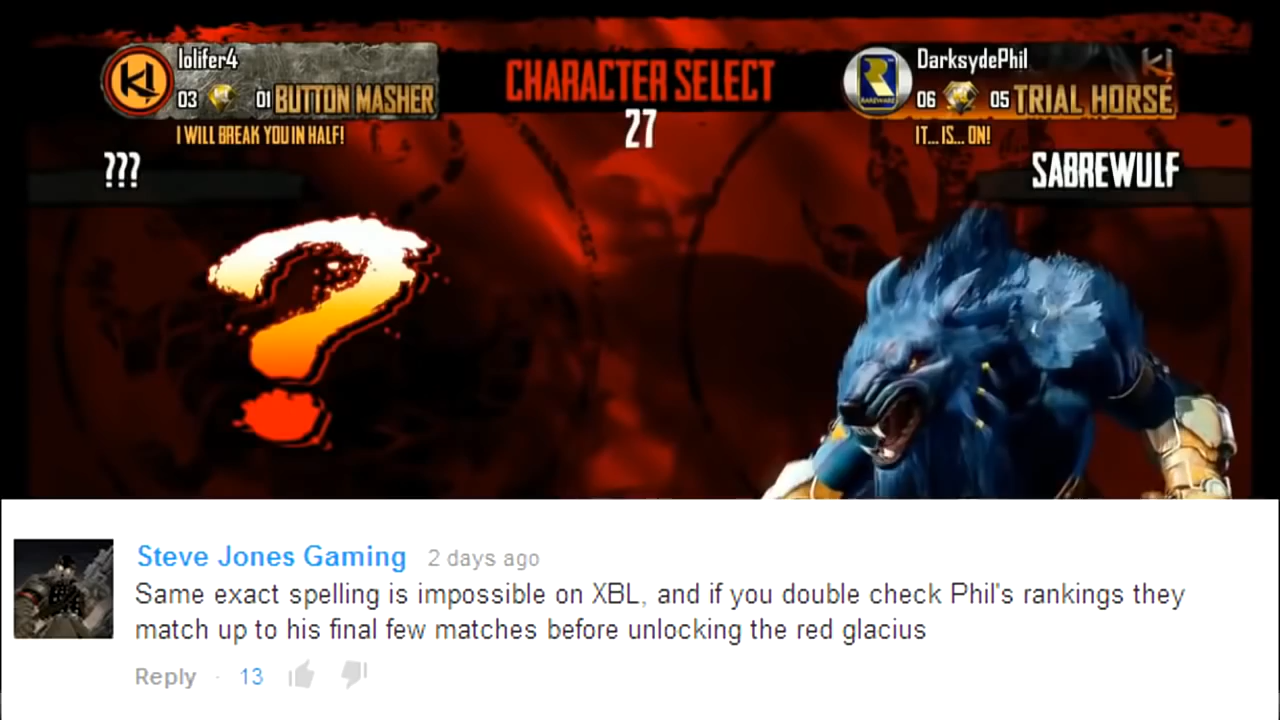 lolifer4
03 01 BUTTON MASHER
I WILL BREAK YOU IN HALF!
???
CHARACTER SELECT
27
DarksydePhil
KI
RAREWARE
06 05 TRIAL HORSE
IT... IS... ON!
SABREWULF
Steve Jones Gaming 2 days ago
Same exact spelling is impossible on XBL, and if you double check Phil's rankings they
match up to his final few matches before unlocking the red glacius
Reply · 13